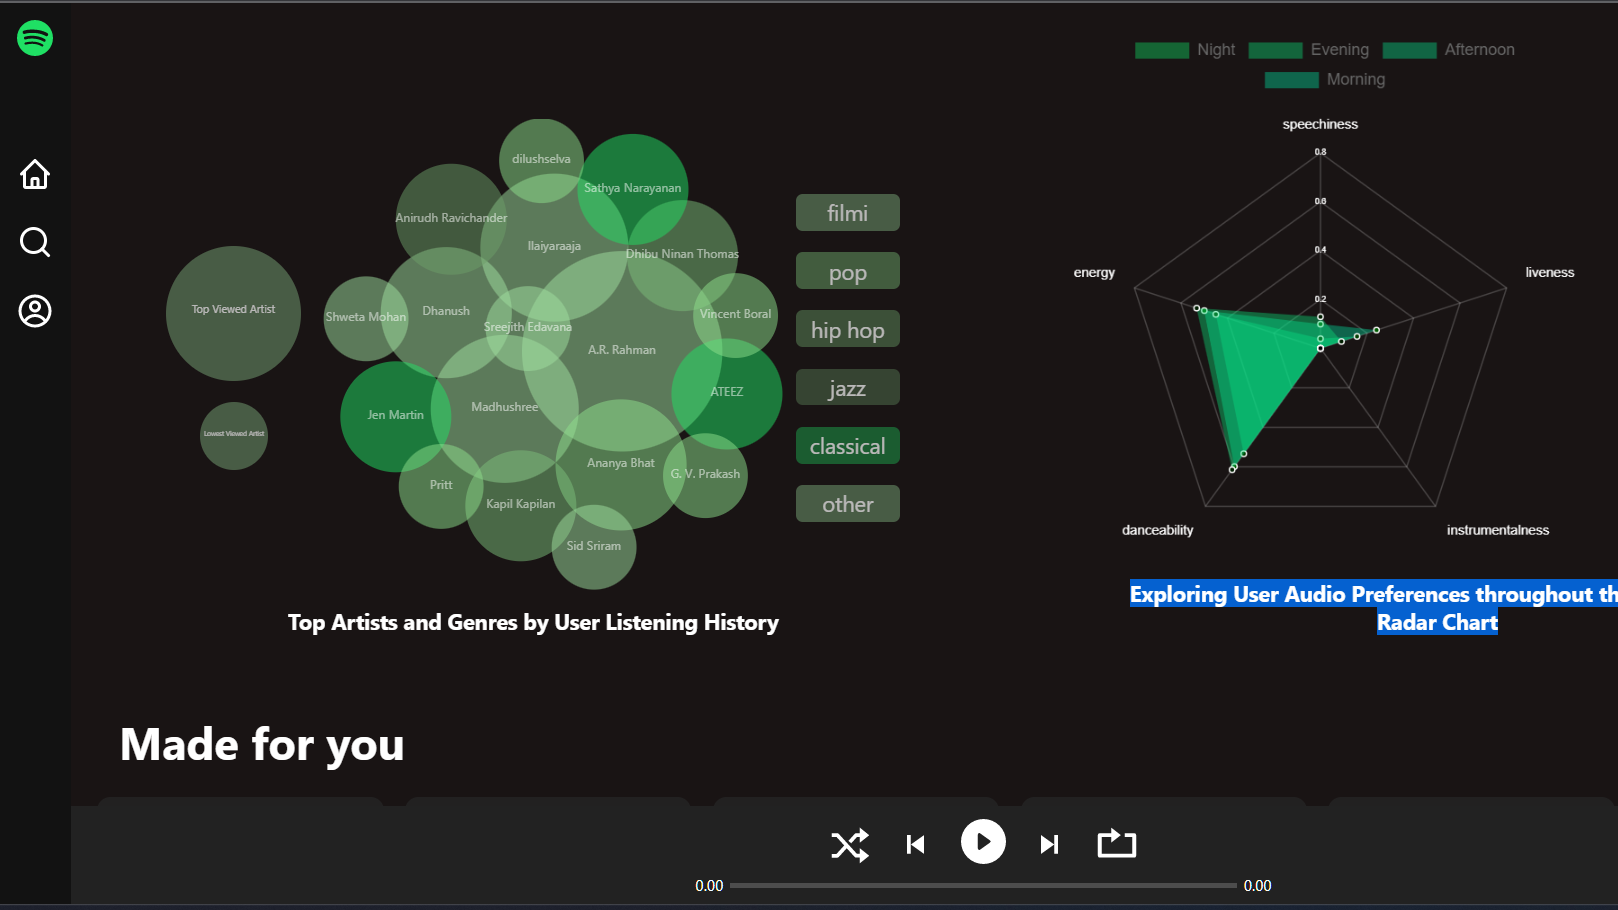 Night
Evening
Afternoon
Morning
speechiness
0.8
0.6
0.4
0.2
energy
liveness
danceability
instrumentalness
Exploring User Audio Preferences throughout th
Radar Chart
dilushselva
Sathya Narayanan
Anirudh Ravichander
Ilaiyaraaja
Dhibu Ninan Thomas
Top Viewed Artist
Shweta Mohan
Dhanush
Sreejith Edavana
Vincent Boral
A.R. Rahman
ATEEZ
Jen Martin
Madhushree
Lowest Viewed Artist
Ananya Bhat
G. V. Prakash
Pritt
Kapil Kapilan
Sid Sriram
filmi
pop
hip hop
jazz
classical
other
Top Artists and Genres by User Listening History
Made for you
0.00
0.00